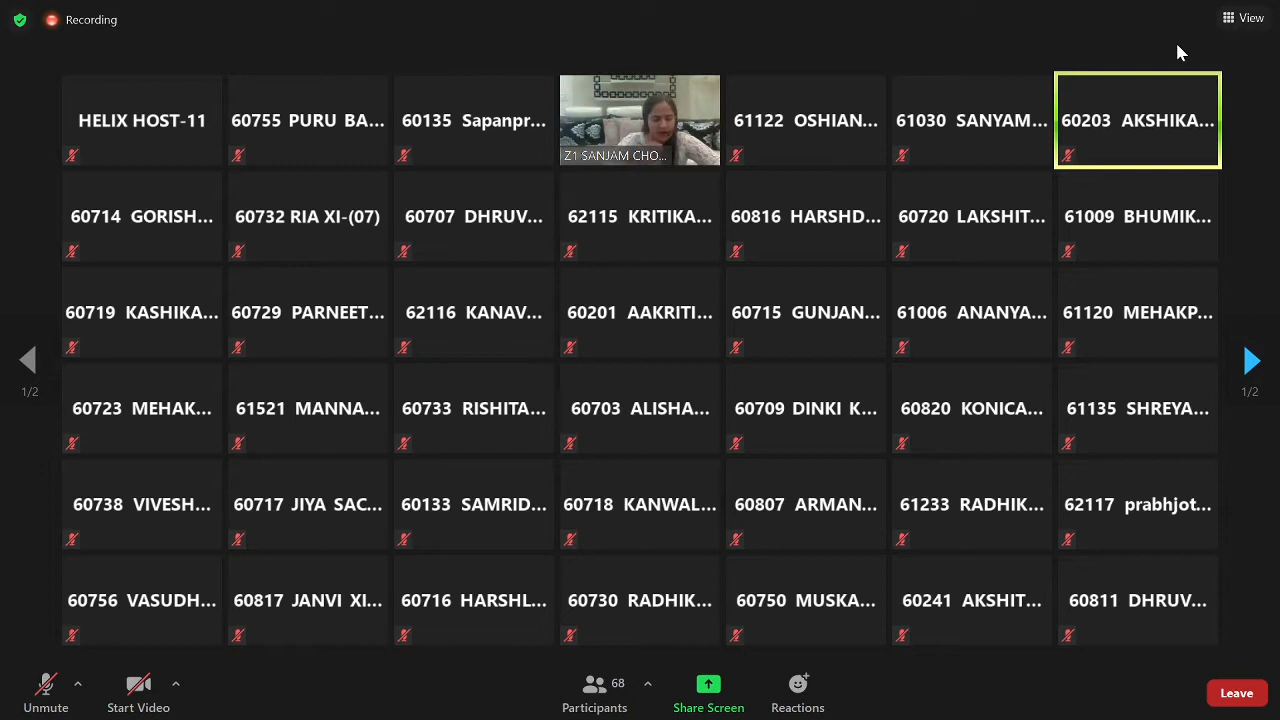 Recording
View
HELIX HOST-11
60755 PURU BA...
60135 Sapanpr...
Z1 SANJAM CHO...
61122 OSHIAN...
61030 SANYAM...
60203 AKSHIKA...
60714 GORISH...
60732 RIA XI-(07)
60707 DHRUV...
62115 KRITIKA...
60816 HARSHD...
60720 LAKSHIT...
61009 BHUMIK...
60719 KASHIKA...
60729 PARNEET...
62116 KANAV...
60201 AAKRITI...
60715 GUNJAN...
61006 ANANYA...
61120 MEHAKP...
1/2
1/2
60723 MEHAK...
61521 MANNA...
60733 RISHITA...
60703 ALISHA...
60709 DINKI K...
60820 KONICA...
61135 SHREYA...
60738 VIVESH...
60717 JIYA SAC...
60133 SAMRID...
60718 KANWAL...
60807 ARMAN...
61233 RADHIK...
62117 prabhjot...
60756 VASUDH...
60817 JANVI XI...
60716 HARSHL...
60730 RADHIK...
60750 MUSKA...
60241 AKSHIT...
60811 DHRUV...
Unmute
Start Video
68
Participants
Share Screen
Reactions
Leave